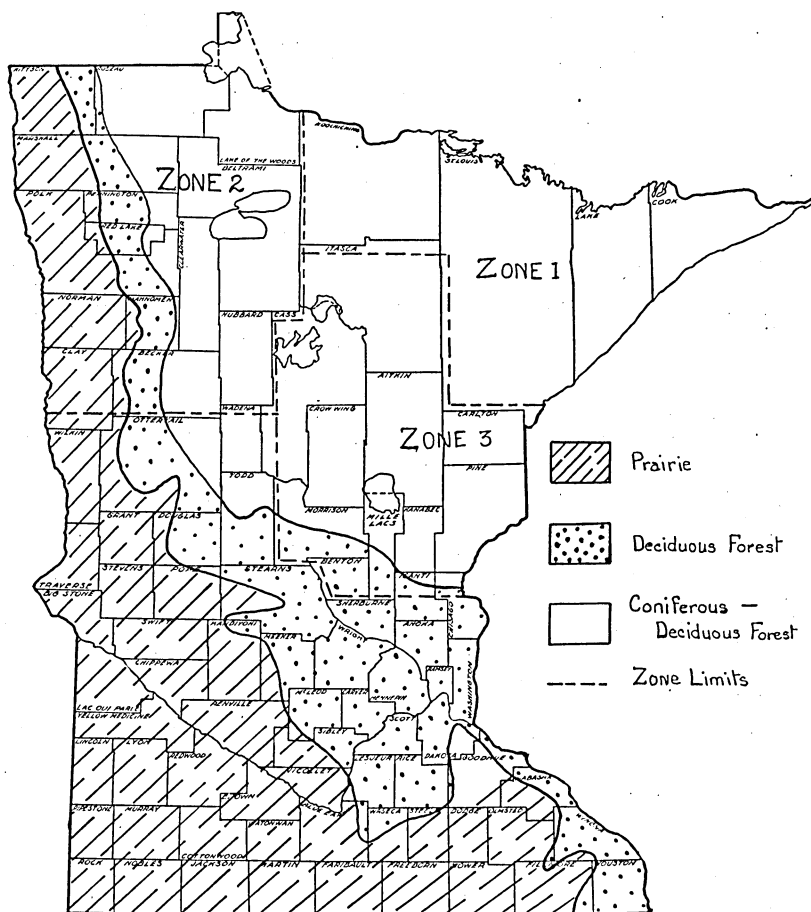 KITTSON
ROSEAU
KOOCHICHING
MARSHALL
LAKE OF THE WOODS
BELTRAMI
ST. LOUIS
ZONE 2
LAKE
COOK
POLK
PENNINGTON
RED LAKE
CLEARWATER
ITASCA
ZONE 1
NORMAN
MAHNOMEN
HUBBARD
CASS
CLAY
BECKER
AITKIN
WADENA
CROW WING
CARLTON
OTTERTAIL
WILKIN
ZONE 3
PINE
Prairie
TODD
MORRISON
MILLE
LACS
KANABEC
GRANT
DOUGLAS
Deciduous Forest
BENTON
STEVENS
POPE
STEARNS
ISANTI
TRAVERSE
BIG STONE
SHERBURNE
CHISAGO
Coniferous –
Deciduous Forest
SWIFT
KANDIYOHI
MEEKER
WRIGHT
ANOKA
CHIPPEWA
RAMSEY
WASHINGTON
Zone Limits
LAC QUI PARLE
RENVILLE
MCLEOD
CARVER
HENNEPIN
YELLOW MEDICINE
SIBLEY
SCOTT
LINCOLN
LYON
REDWOOD
NICOLLET
LESUEUR
RICE
DAKOTA
GOODHUE
WABASHA
BROWN
BLUE EARTH
PIPESTONE
MURRAY
WATONWAN
WASECA
STEELE
DODGE
OLMSTED
WINONA
COTTONWOOD
ROCK
NOBLES
JACKSON
MARTIN
FARIBAULT
FREEBORN
MOWER
FILLMORE
HOUSTON